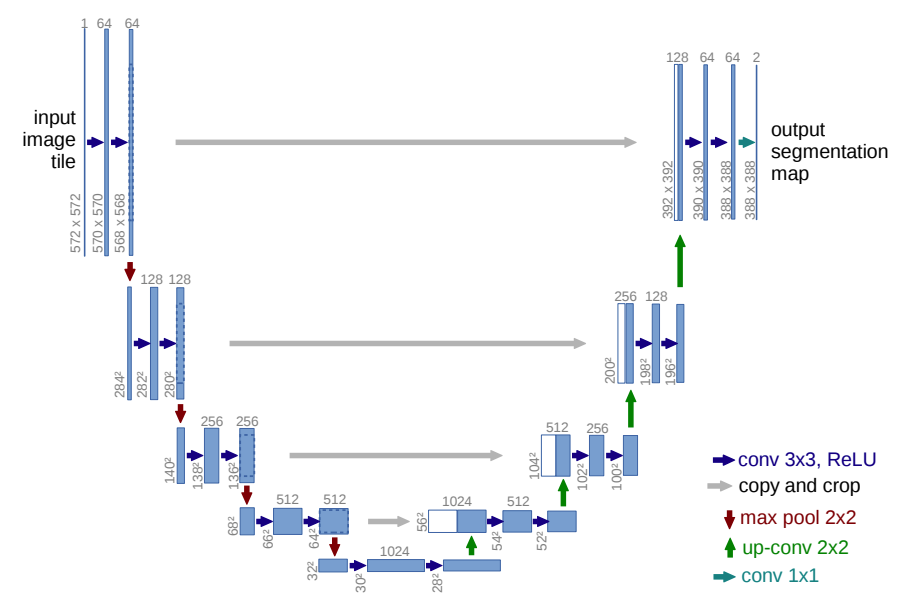 1 64 64
input
image
tile
572 x 572
570 x 570
568 x 568
128 64 64 2
output
segmentation
map
392 x 392
390 x 390
388 x 388
388 x 388
128 128
284²
282²
280²
256 128
200²
198²
196²
256 256
140²
138²
136²
512 256
104²
102²
100²
512 512
68²
66²
64²
1024 512
56²
54²
52²
1024
32²
30²
28²
conv 3x3, ReLU
copy and crop
max pool 2x2
up-conv 2x2
conv 1x1